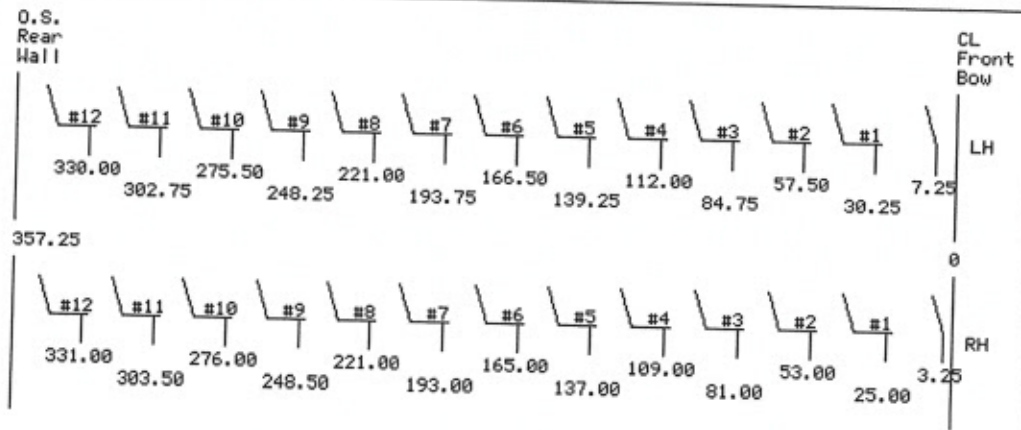 O.S.
Rear
Wall
CL
Front
Bow
#12 #11 #10 #9 #8 #7 #6 #5 #4 #3 #2 #1
LH
330.00 275.50 221.00 166.50 112.00 57.50 7.25
302.75 248.25 193.75 139.25 84.75 30.25
357.25
0
#12 #11 #10 #9 #8 #7 #6 #5 #4 #3 #2 #1
RH
331.00 276.00 221.00 165.00 109.00 53.00 3.25
303.50 248.50 193.00 137.00 81.00 25.00